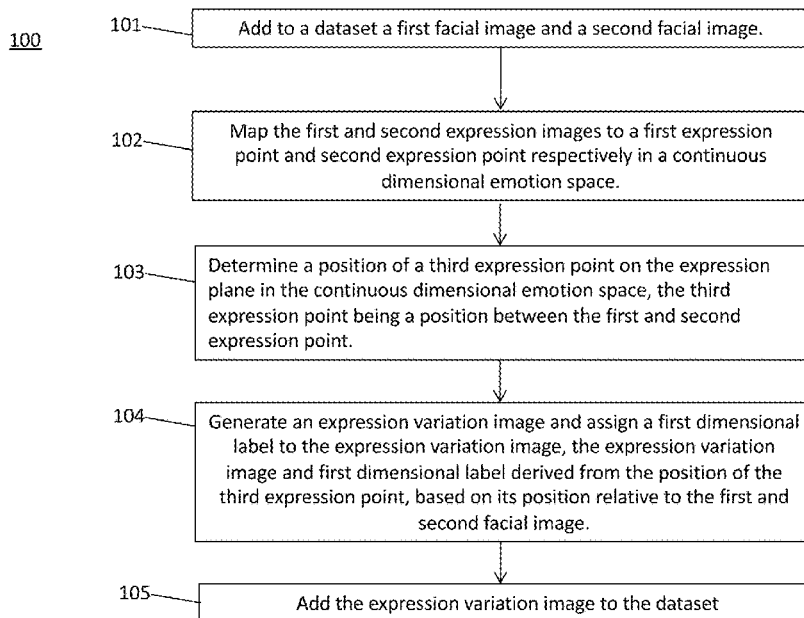 100
101
Add to a dataset a first facial image and a second facial image.
102
Map the first and second expression images to a first expression
point and second expression point respectively in a continuous
dimensional emotion space.
103
Determine a position of a third expression point on the expression
plane in the continuous dimensional emotion space, the third
expression point being a position between the first and second
expression point.
104
Generate an expression variation image and assign a first dimensional
label to the expression variation image, the expression variation
image and first dimensional label derived from the position of the
third expression point, based on its position relative to the first and
second facial image.
105
Add the expression variation image to the dataset